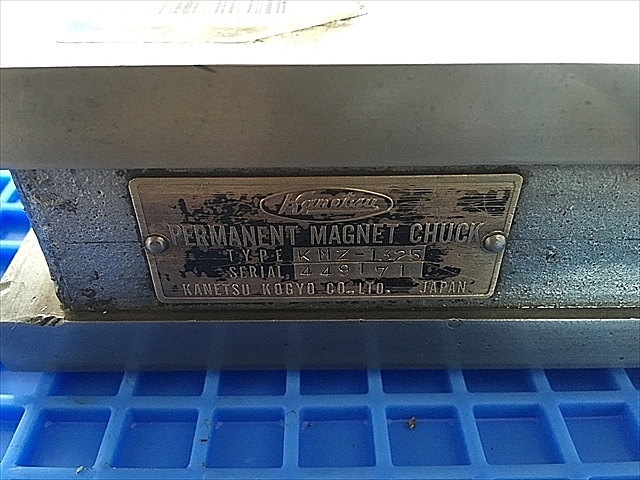 Kanetsu
PERMANENT MAGNET CHUCK
TYPE KMZ-1325
SERIAL 449171
KANETSU KOGYO CO.,LTD. JAPAN